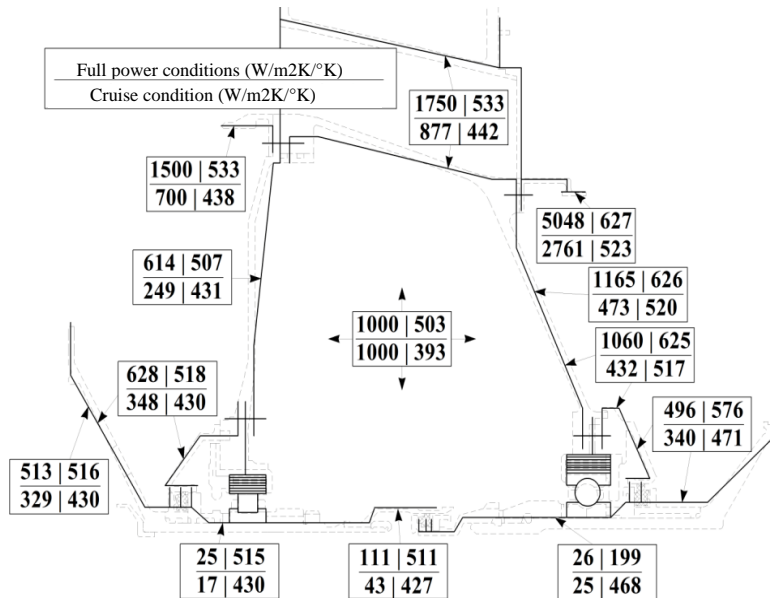 Full power conditions (W/m2K/°K)
Cruise condition (W/m2K/°K)
1750 | 533
877 | 442
1500 | 533
700 | 438
5048 | 627
2761 | 523
614 | 507
249 | 431
1165 | 626
473 | 520
1000 | 503
1000 | 393
1060 | 625
432 | 517
628 | 518
348 | 430
496 | 576
340 | 471
513 | 516
329 | 430
25 | 515
17 | 430
111 | 511
43 | 427
26 | 199
25 | 468